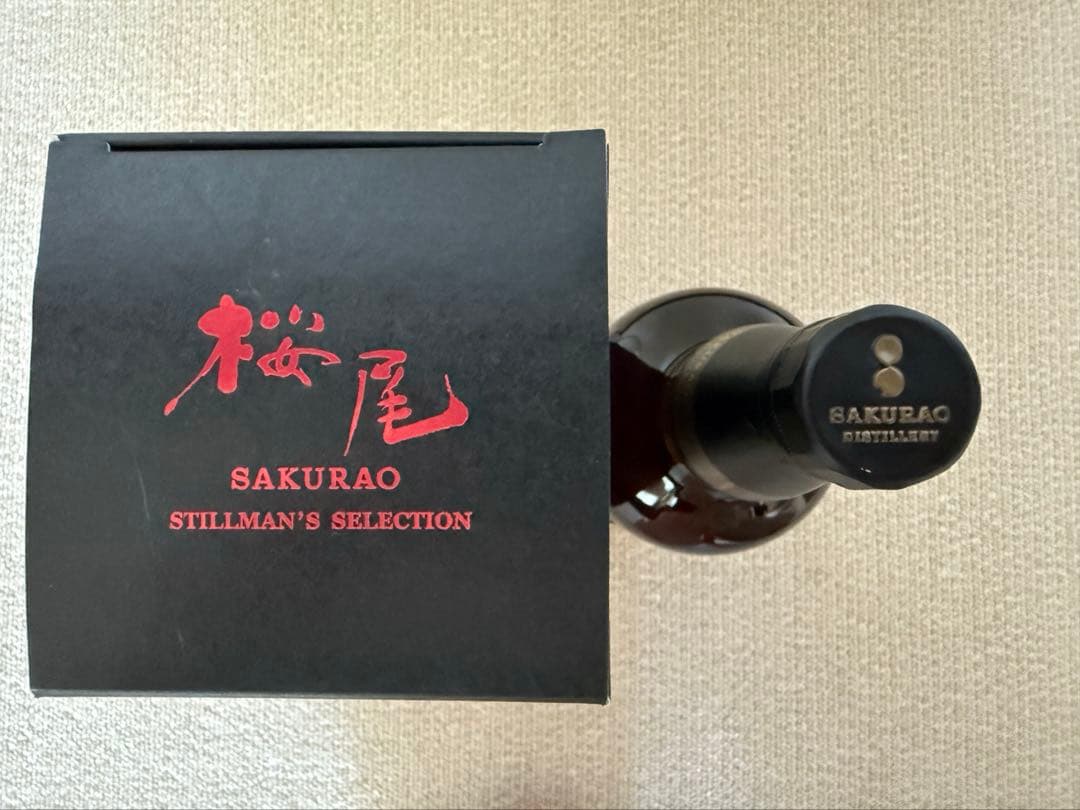 桜尾
SAKURAO
STILLMAN'S SELECTION
SAKURAO
DISTILLERY